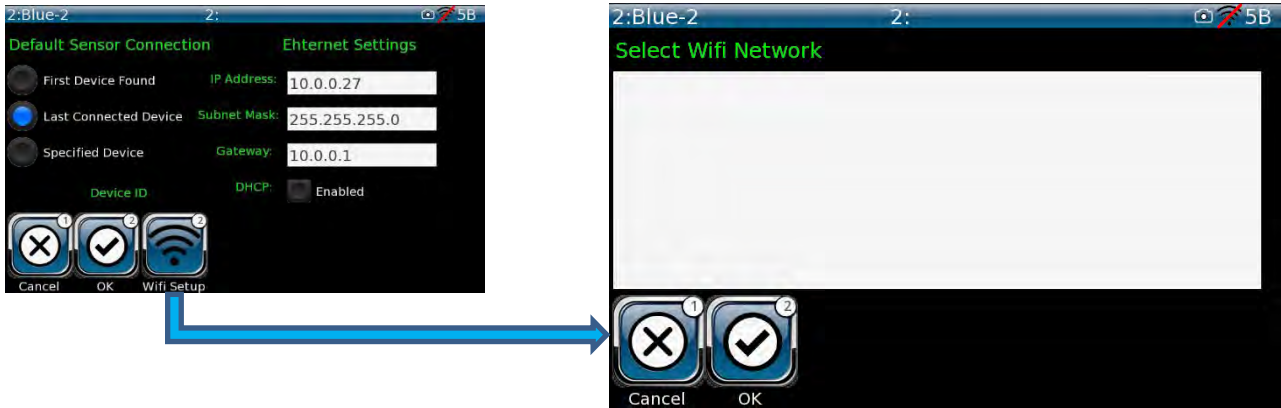 2:Blue-2 2: 5B
Default Sensor Connection Ehternet Settings
First Device Found IP Address: 10.0.0.27
Last Connected Device Subnet Mask: 255.255.255.0
Specified Device Gateway: 10.0.0.1
Device ID DHCP: Enabled
1 2 2
Cancel OK Wifi Setup
2:Blue-2 2: 5B
Select Wifi Network
1 2
Cancel OK